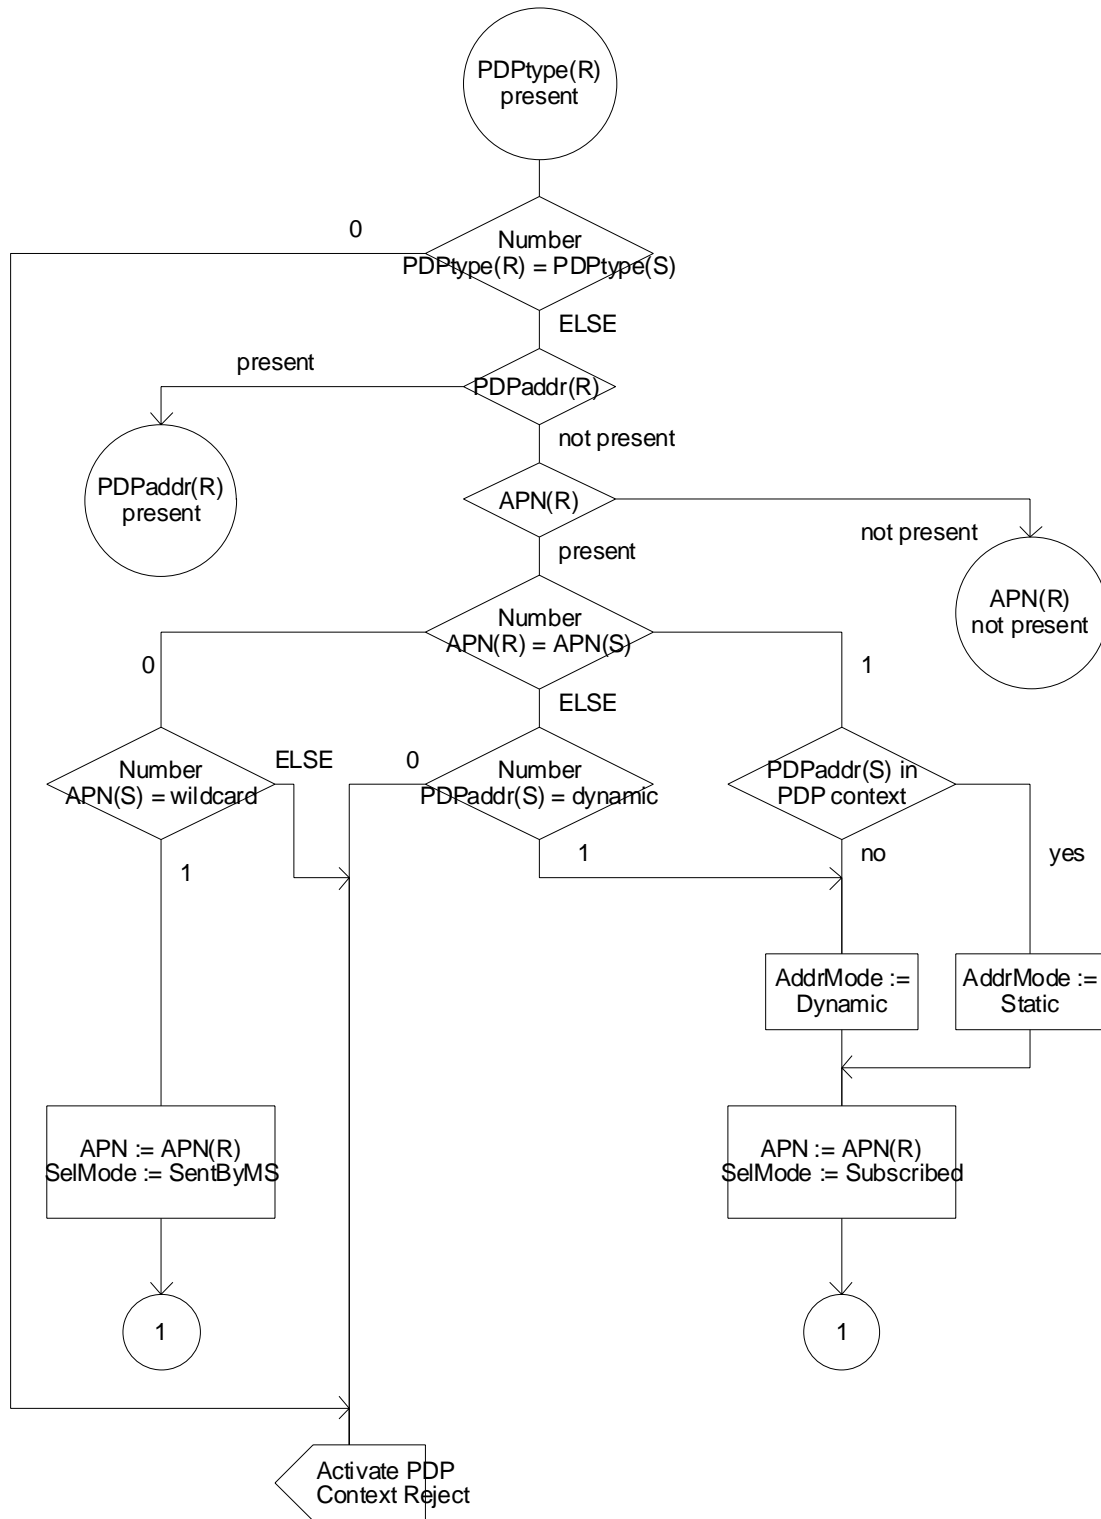 PDPtype(R)
present
0
Number
PDPtype(R) = PDPtype(S)
ELSE
present
PDPaddr(R)
not present
PDPaddr(R)
present
APN(R)
not present
present
APN(R)
not present
Number
APN(R) = APN(S)
0
1
ELSE
Number
APN(S) = wildcard
ELSE
0
Number
PDPaddr(S) = dynamic
PDPaddr(S) in
PDP context
1
1
no
yes
AddrMode :=
Dynamic
AddrMode :=
Static
APN := APN(R)
SelMode := SentByMS
APN := APN(R)
SelMode := Subscribed
1
1
Activate PDP
Context Reject